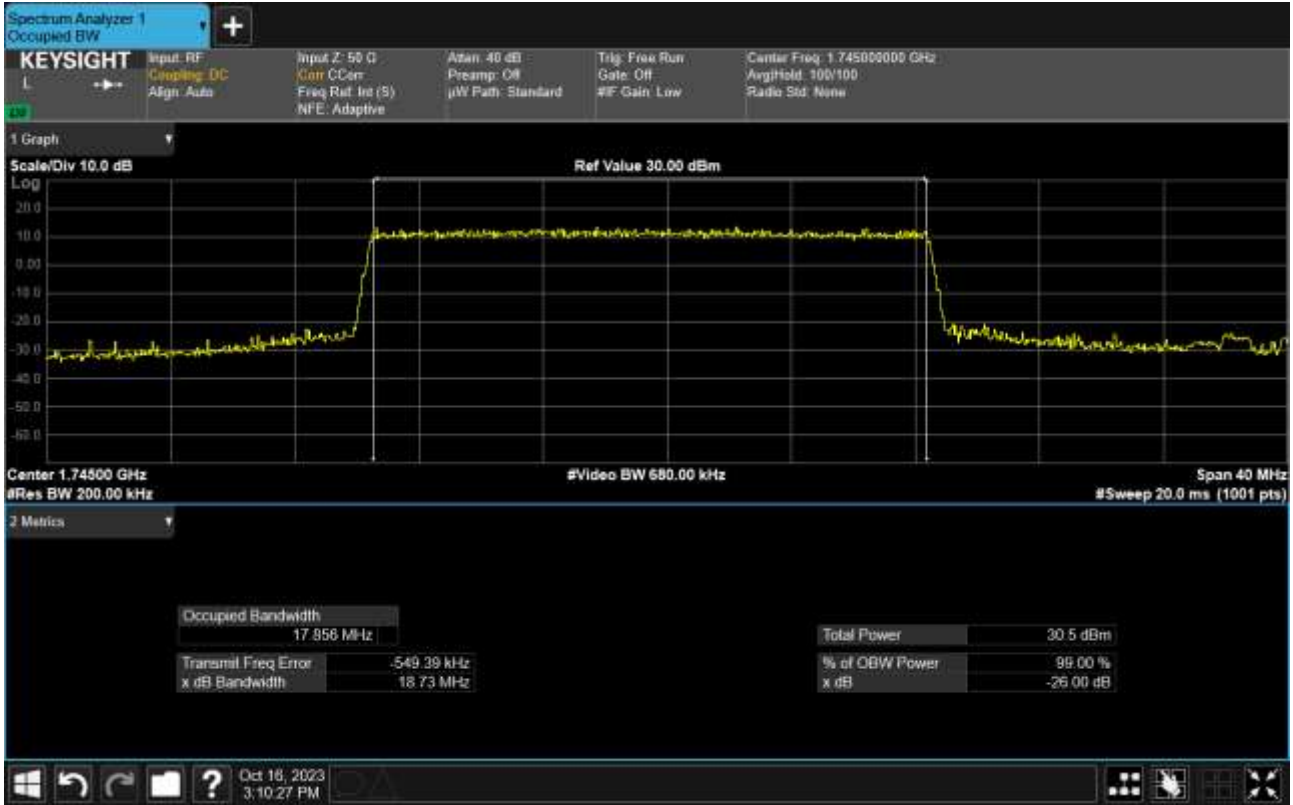 Spectrum Analyzer 1
Occupied BW
KEYSIGHT
L
Input: RF
Coupling: DC
Align: Auto
Input Z: 50 Ω
Corr CCorr
Freq Ref: Int (S)
NFE: Adaptive
Atten: 40 dB
Preamp: Off
µW Path: Standard
Trig: Free Run
Gate: Off
#IF Gain: Low
Center Freq: 1.745000000 GHz
Avg|Hold: 100/100
Radio Std: None
1 Graph
Scale/Div 10.0 dB
Ref Value 30.00 dBm
Log
20.0
10.0
0.00
-10.0
-20.0
-30.0
-40.0
-50.0
-60.0
Center 1.74500 GHz
#Video BW 680.00 kHz
Span 40 MHz
#Res BW 200.00 kHz
#Sweep 20.0 ms (1001 pts)
2 Metrics
Occupied Bandwidth
17.856 MHz
Total Power 30.5 dBm
Transmit Freq Error -549.39 kHz
% of OBW Power 99.00 %
x dB Bandwidth 18.73 MHz
x dB -26.00 dB
?
Oct 16, 2023
3:10:27 PM